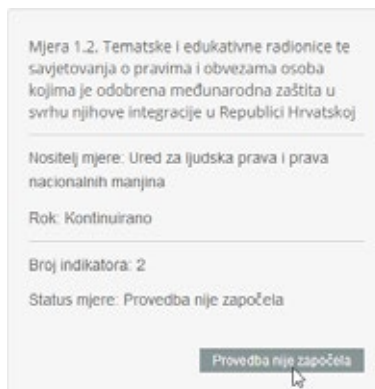 Mjera 1.2. Tematske i edukativne radionice te
savjetovanja o pravima i obvezama osoba
kojima je odobrena međunarodna zaštita u
svrhu njihove integracije u Republici Hrvatskoj
Nositelj mjere: Ured za ljudska prava i prava
nacionalnih manjina
Rok: Kontinuirano
Broj indikatora: 2
Status mjere: Provedba nije započela
Provedba nije započela